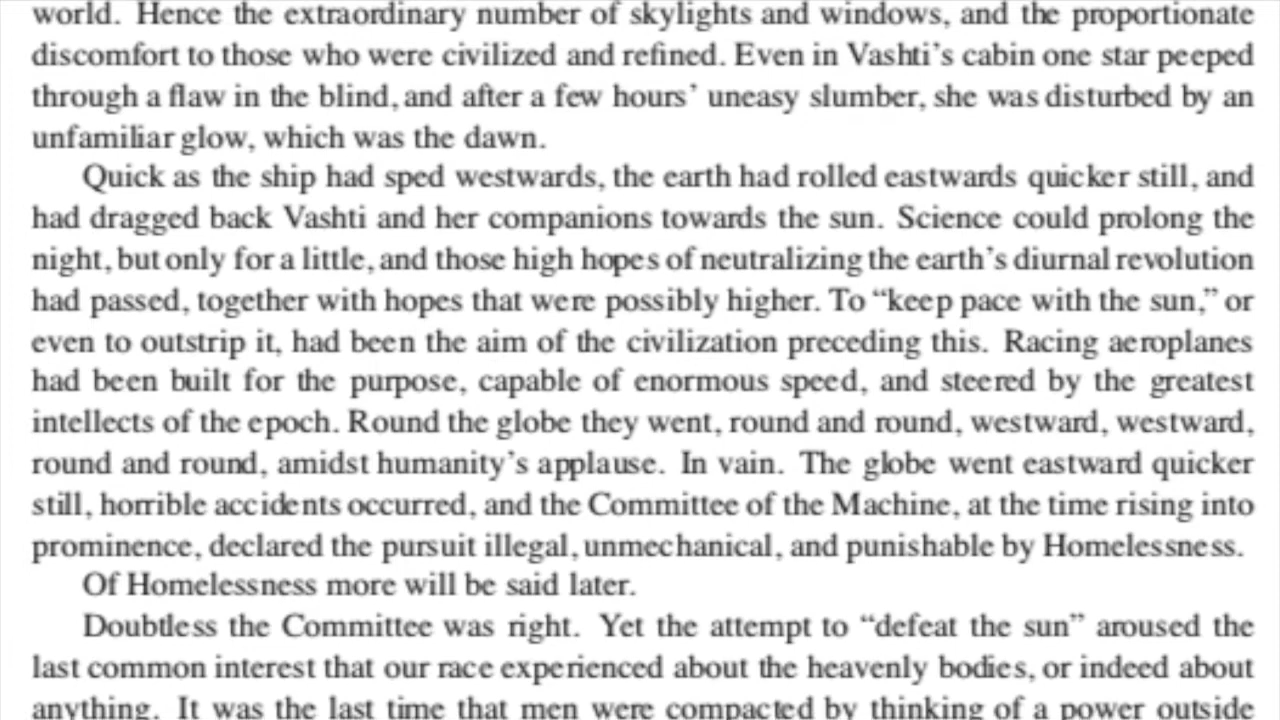 world. Hence the extraordinary number of skylights and windows, and the proportionate
discomfort to those who were civilized and refined. Even in Vashti’s cabin one star peeped
through a flaw in the blind, and after a few hours’ uneasy slumber, she was disturbed by an
unfamiliar glow, which was the dawn.
Quick as the ship had sped westwards, the earth had rolled eastwards quicker still, and
had dragged back Vashti and her companions towards the sun. Science could prolong the
night, but only for a little, and those high hopes of neutralizing the earth’s diurnal revolution
had passed, together with hopes that were possibly higher. To “keep pace with the sun,” or
even to outstrip it, had been the aim of the civilization preceding this. Racing aeroplanes
had been built for the purpose, capable of enormous speed, and steered by the greatest
intellects of the epoch. Round the globe they went, round and round, westward, westward,
round and round, amidst humanity’s applause. In vain. The globe went eastward quicker
still, horrible accidents occurred, and the Committee of the Machine, at the time rising into
prominence, declared the pursuit illegal, unmechanical, and punishable by Homelessness.
Of Homelessness more will be said later.
Doubtless the Committee was right. Yet the attempt to “defeat the sun” aroused the
last common interest that our race experienced about the heavenly bodies, or indeed about
anything. It was the last time that men were compacted by thinking of a power outside